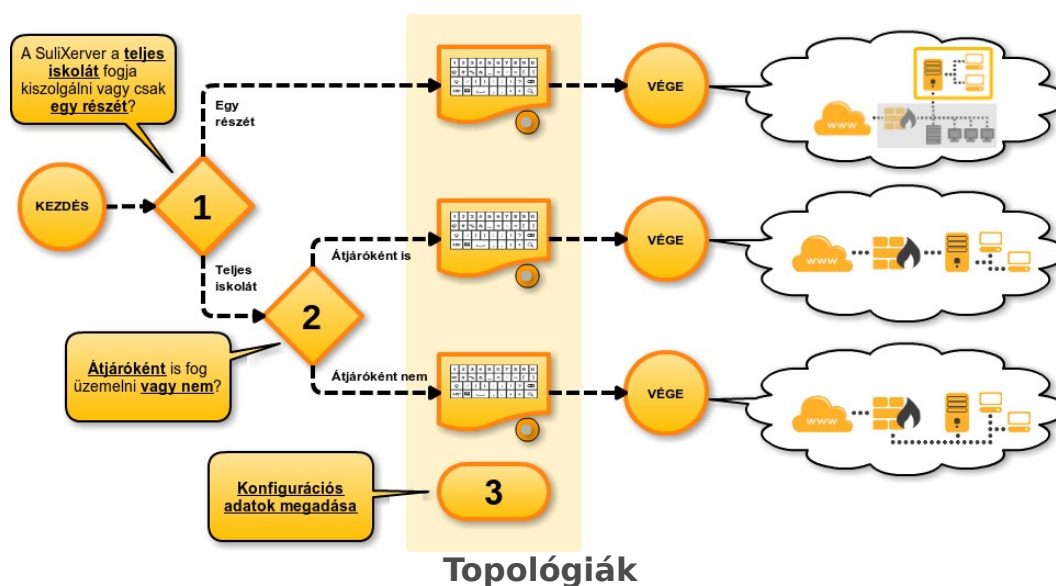 A SuliXerver a teljes
iskolát fogja
kiszolgálni vagy csak
egy részét?
Egy
részét
VÉGE
www
KEZDÉS
1
Teljes
iskolát
2
Átjáróként is
VÉGE
www
Átjáróként is fog
üzemelni vagy nem?
Átjáróként nem
VÉGE
www
Konfigurációs
adatok megadása
3
Topológiák